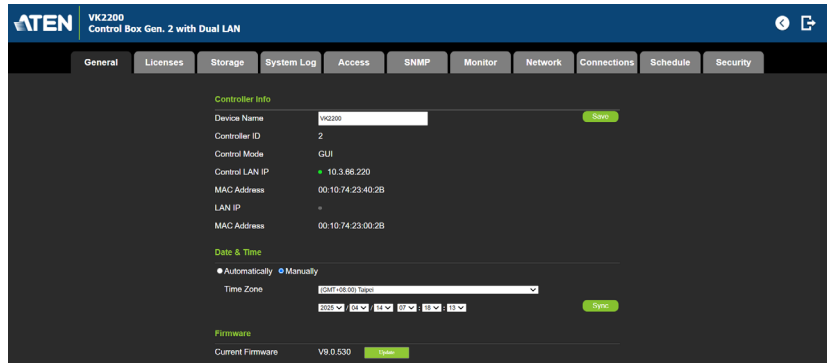 ATEN
VK2200
Control Box Gen. 2 with Dual LAN
General Licenses Storage System Log Access SNMP Monitor Network Connections Schedule Security
Controller Info
Device Name VK2200 Save
Controller ID 2
Control Mode GUI
Control LAN IP 10.3.66.220
MAC Address 00:10:74:23:40:2B
LAN IP
MAC Address 00:10:74:23:00:2B
Date & Time
Automatically Manually
Time Zone (GMT+08:00) Taipei
2025 / 04 / 14 07 : 18 : 13 Sync
Firmware
Current Firmware V9.0.530 Update